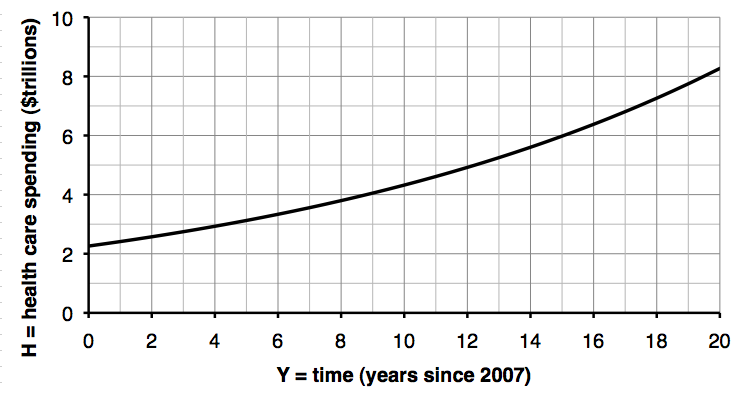 H = health care spending ($trillions)
10
8
6
4
2
0
0 2 4 6 8 10 12 14 16 18 20
Y = time (years since 2007)